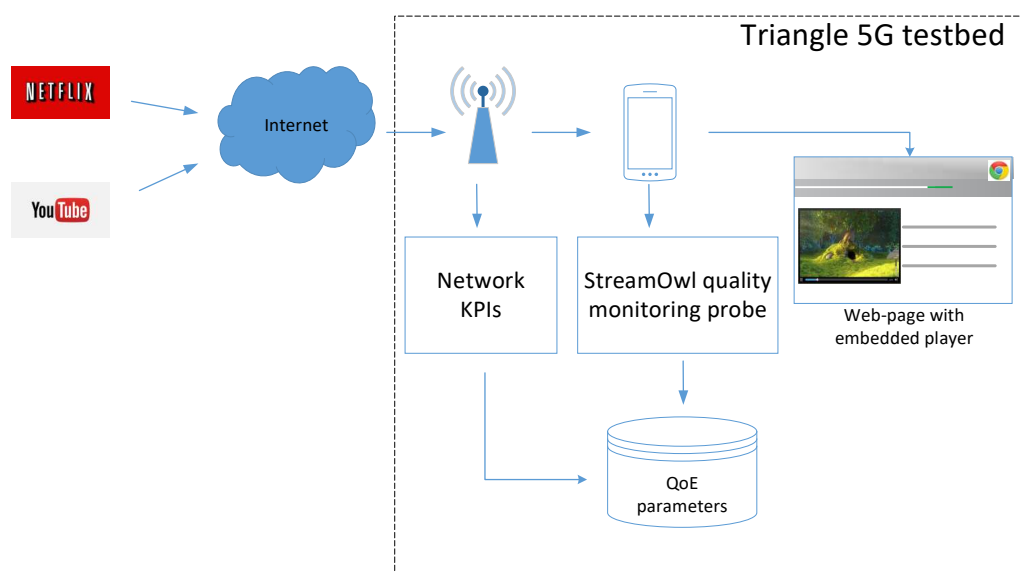 Triangle 5G testbed
NETFLIX
Internet
YouTube
Network
KPIs
StreamOwl quality
monitoring probe
Web-page with
embedded player
QoE
parameters